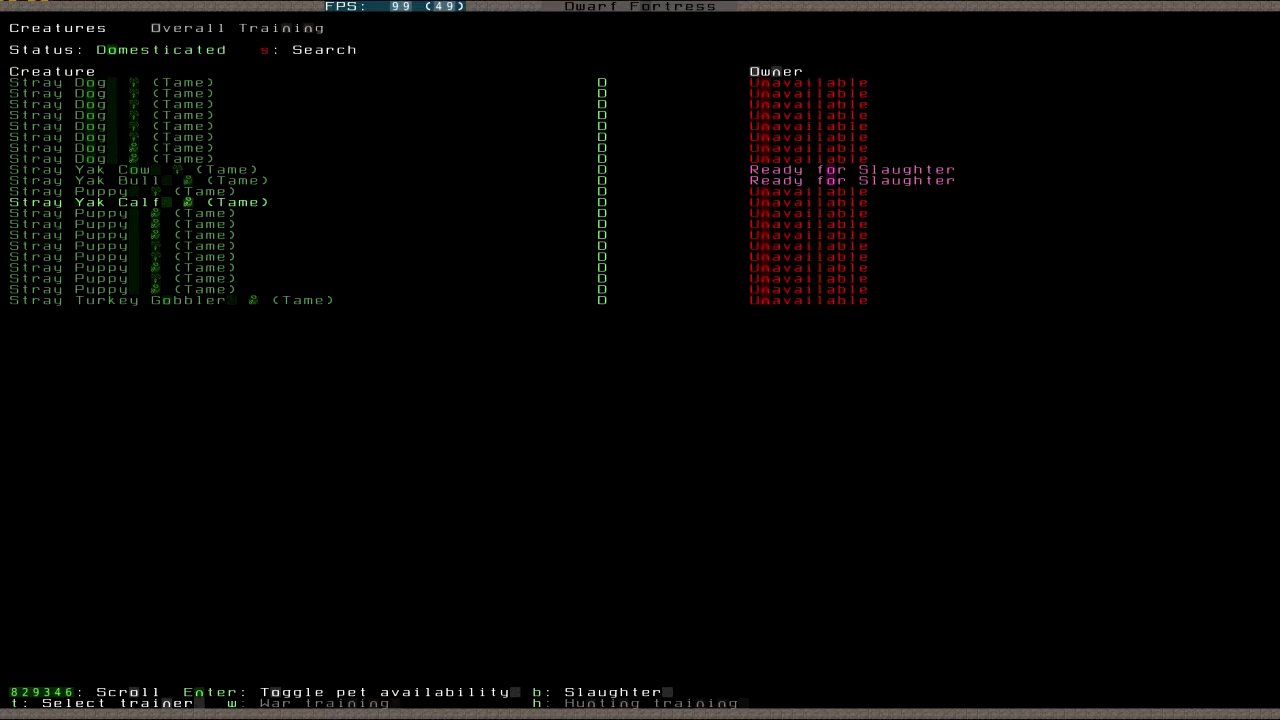 FPS: 99 (49) Dwarf Fortress
Creatures Overall Training
Status: Domesticated s: Search
Creature Owner
Stray Dog ♀ (Tame) D Unavailable
Stray Dog ♀ (Tame) D Unavailable
Stray Dog ♀ (Tame) D Unavailable
Stray Dog ♀ (Tame) D Unavailable
Stray Dog ♀ (Tame) D Unavailable
Stray Dog ♀ (Tame) D Unavailable
Stray Dog ♂ (Tame) D Unavailable
Stray Dog ♂ (Tame) D Unavailable
Stray Yak Cow ♀ (Tame) D Ready for Slaughter
Stray Yak Bull ♂ (Tame) D Ready for Slaughter
Stray Puppy ♀ (Tame) D Unavailable
Stray Yak Calf ♂ (Tame) D Unavailable
Stray Puppy ♂ (Tame) D Unavailable
Stray Puppy ♂ (Tame) D Unavailable
Stray Puppy ♂ (Tame) D Unavailable
Stray Puppy ♀ (Tame) D Unavailable
Stray Puppy ♀ (Tame) D Unavailable
Stray Puppy ♂ (Tame) D Unavailable
Stray Puppy ♀ (Tame) D Unavailable
Stray Puppy ♂ (Tame) D Unavailable
Stray Turkey Gobbler ♂ (Tame) D Unavailable
829346: Scroll Enter: Toggle pet availability b: Slaughter
t: Select trainer w: War training h: Hunting training